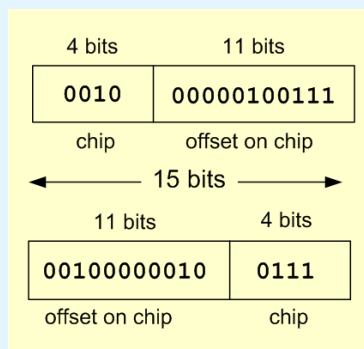 4 bits 11 bits
0010 00000100111
chip offset on chip
15 bits
11 bits 4 bits
00100000010 0111
offset on chip chip